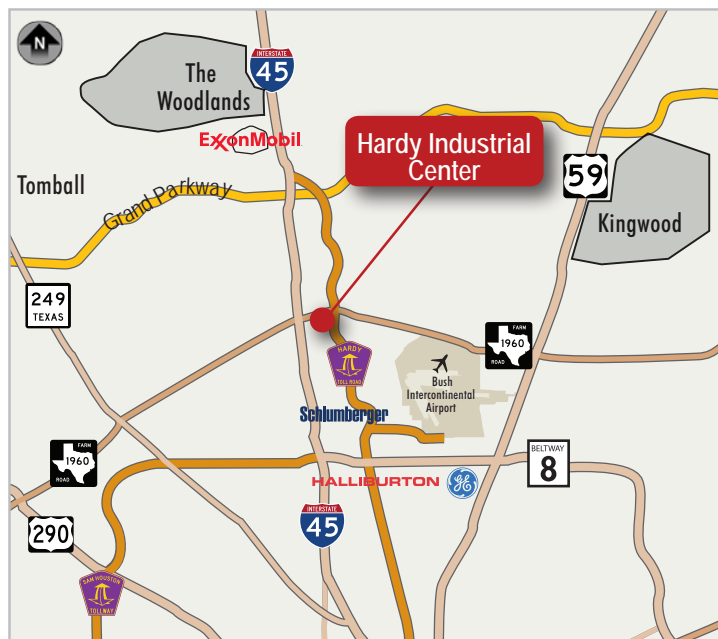 N
The
Woodlands
INTERSTATE
45
ExxonMobil
Hardy Industrial
Center
59
Tomball
Grand Parkway
Kingwood
249
TEXAS
FARM
1960
ROAD
HARDY
TOLL ROAD
Bush
Intercontinental
Airport
Schlumberger
FARM
1960
ROAD
BELTWAY
8
HALLIBURTON
GE
INTERSTATE
45
290
SAM HOUSTON
TOLLWAY